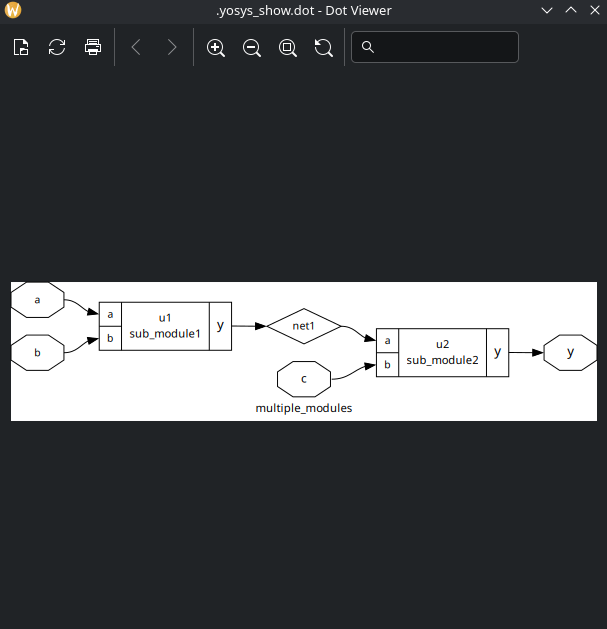 .yosys_show.dot - Dot Viewer
a
b
a
b
u1
sub_module1
y
net1
c
a
b
u2
sub_module2
y
y
multiple_modules